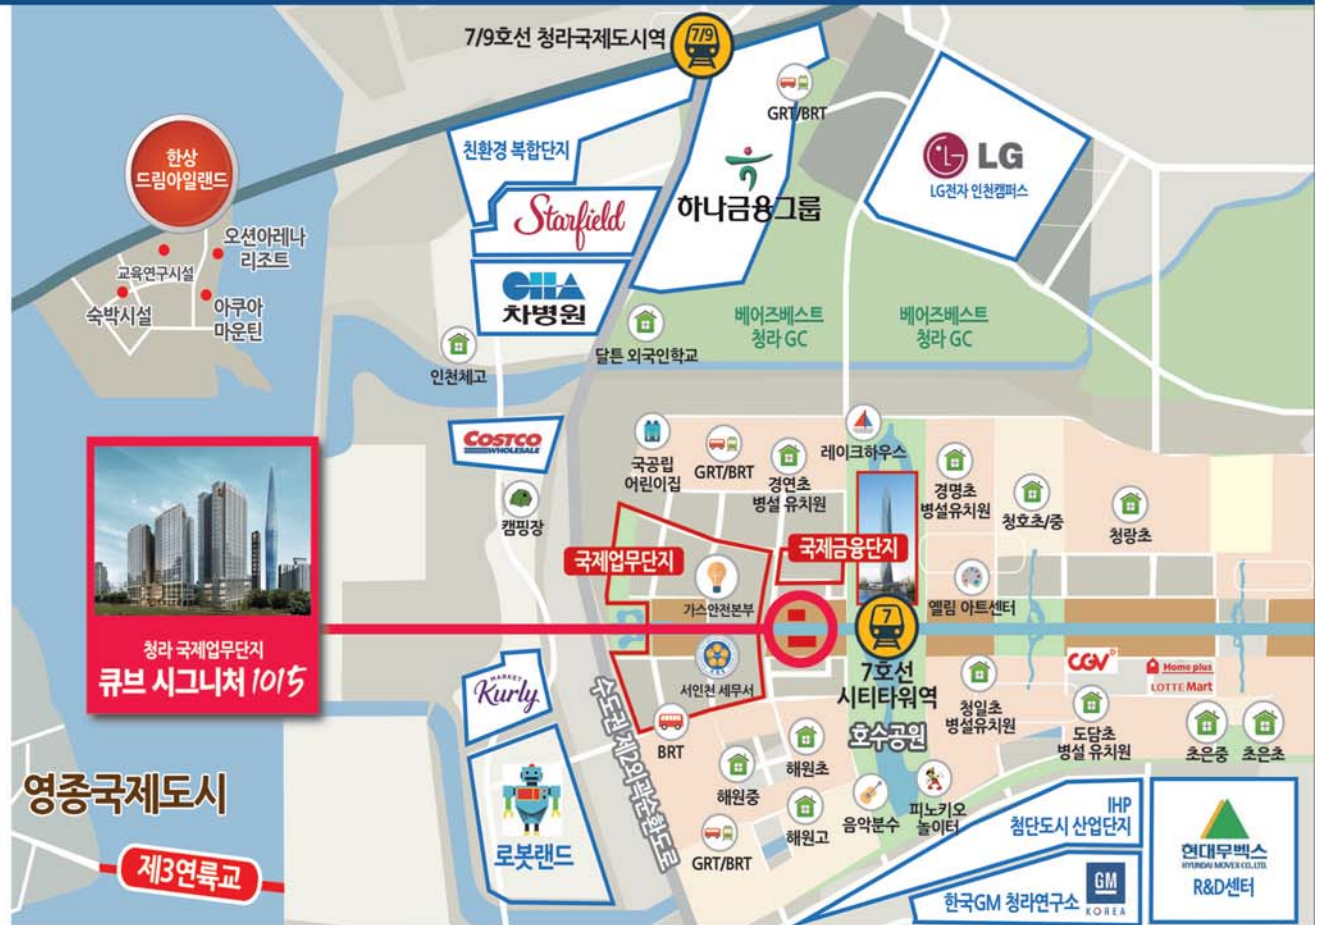 7/9호선 청라국제도시역
7/9
GRT/BRT
한상
드림아일랜드
친환경 복합단지
Starfield
하나금융그룹
LG
LG전자 인천캠퍼스
오션아레나
리조트
교육연구시설
숙박시설
아쿠아
마운틴
CHA
차병원
베어즈베스트
청라 GC
베어즈베스트
청라 GC
인천체고
달튼 외국인학교
COSTCO
WHOLESALE
캠핑장
국공립
어린이집
GRT/BRT
경연초
병설 유치원
레이크하우스
경명초
병설유치원
청호초/중
청람초
국제업무단지
국제금융단지
가스안전본부
엘림 아트센터
청라 국제업무단지
큐브 시그니처 1015
서인천 세무서
7
7호선
시티타워역
호수공원
CGV
Home plus
LOTTE Mart
청일초
병설유치원
도담초
병설 유치원
초은중
초은초
MARKET
Kurly
수도권 제2외곽순환도로
BRT
해원중
해원초
해원고
음악분수
피노키오
놀이터
GRT/BRT
로봇랜드
영종국제도시
제3연륙교
IHP
첨단도시 산업단지
한국GM 청라연구소
GM
KOREA
현대무벡스
HYUNDAI MOVEX CO.,LTD.
R&D센터